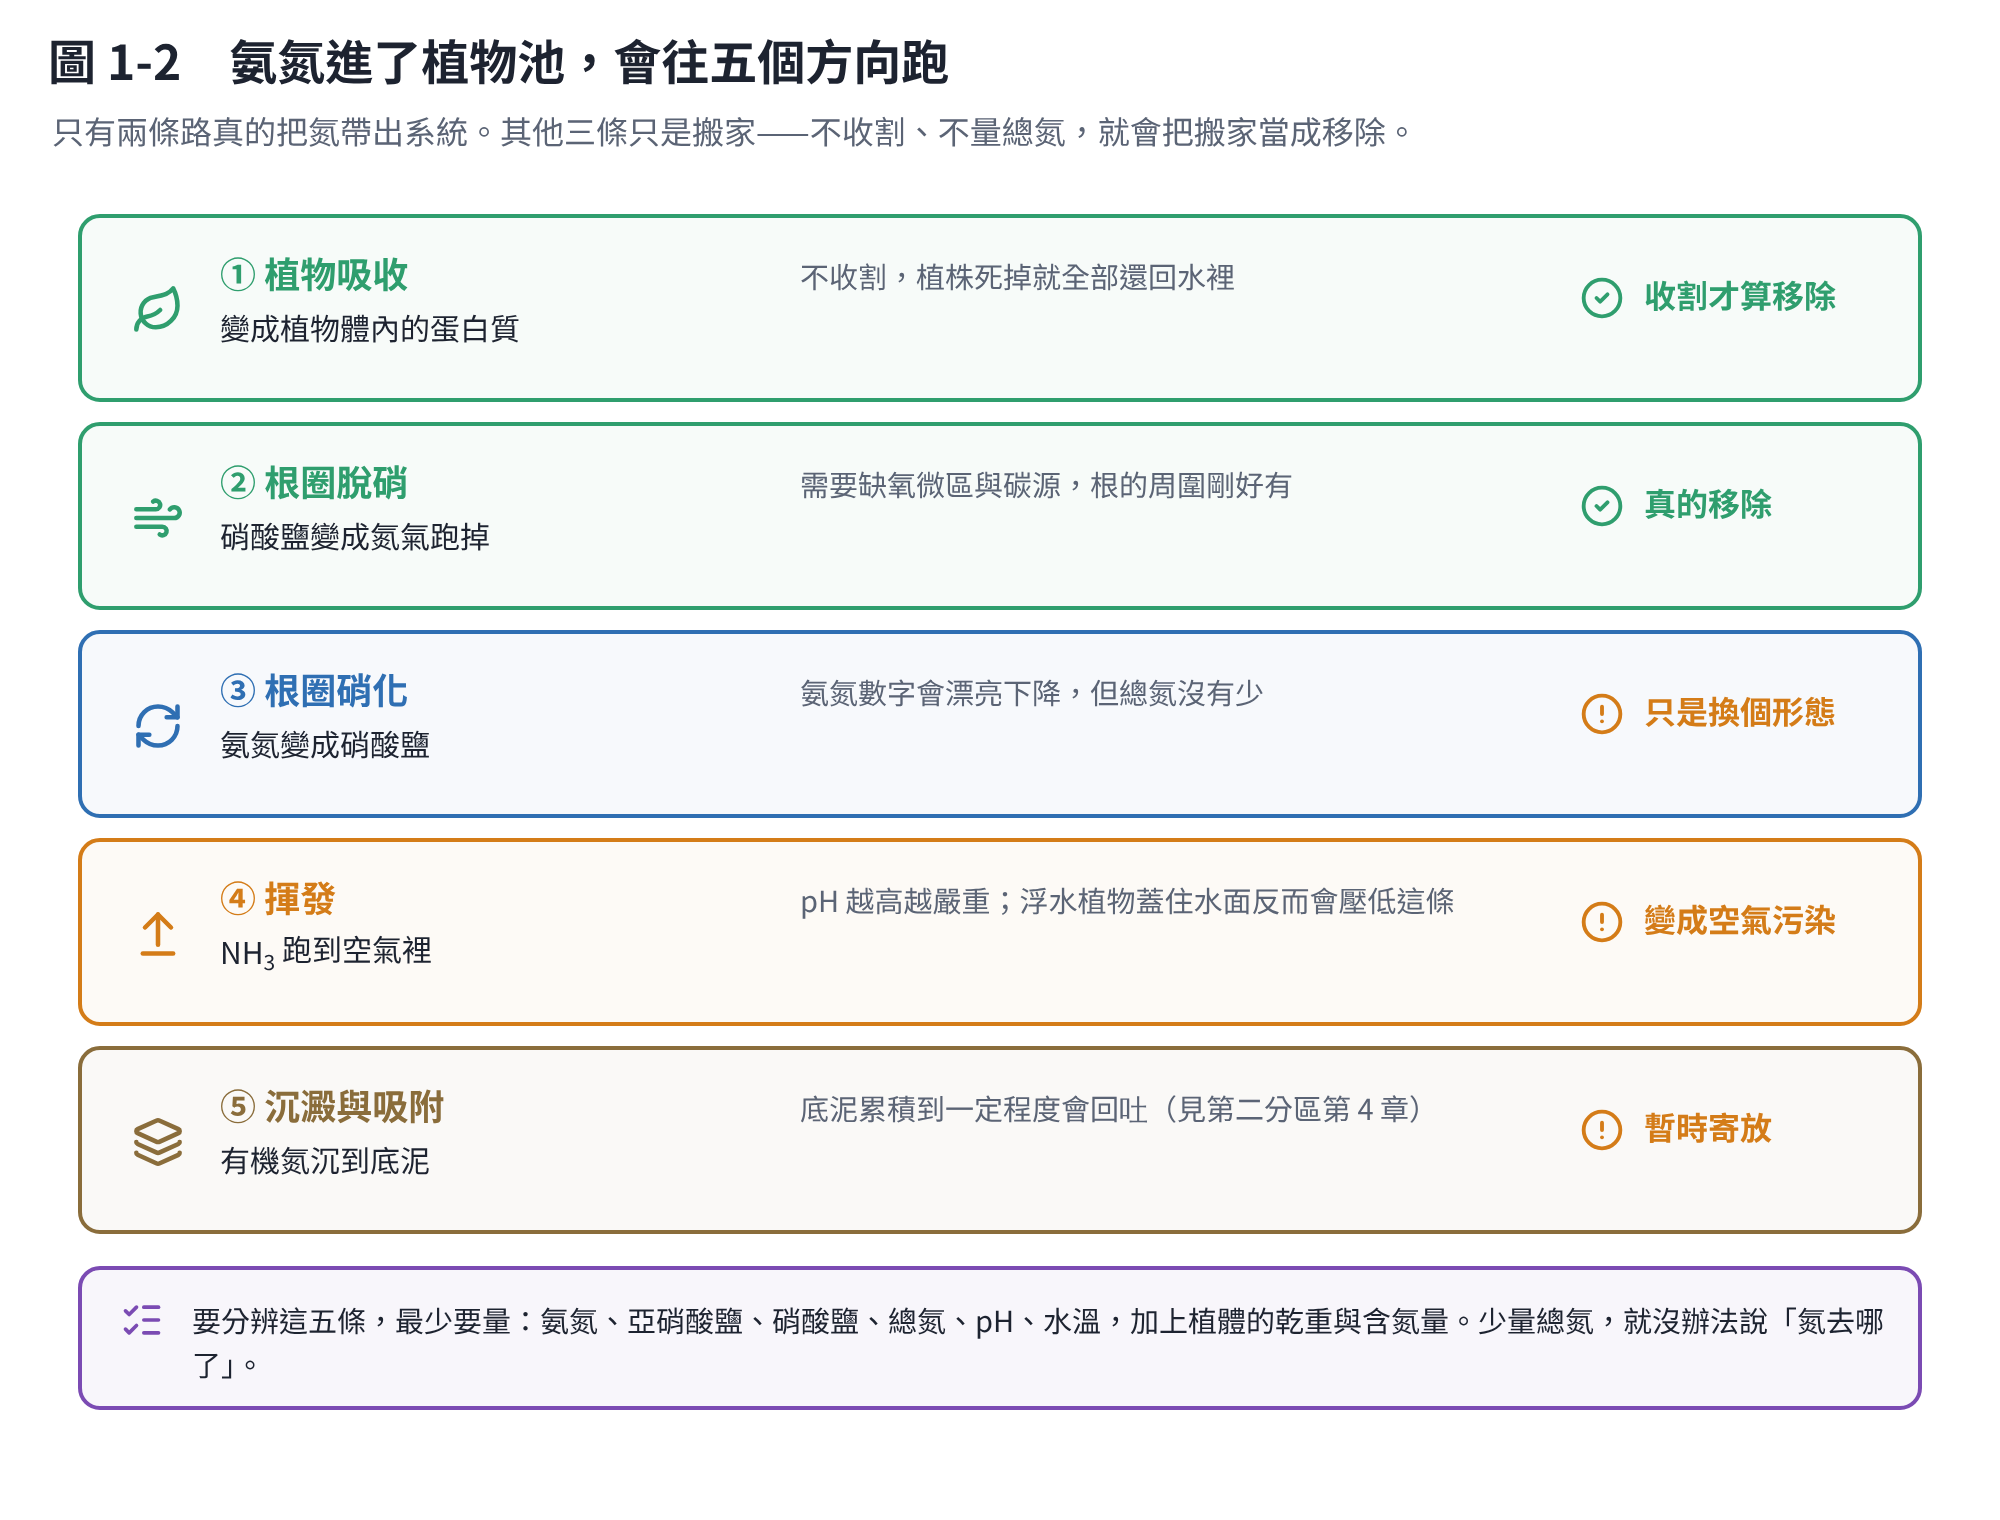 圖 1-2　氨氮進了植物池，會往五個方向跑
只有兩條路真的把氮帶出系統。其他三條只是搬家——不收割、不量總氮，就會把搬家當成移除。
① 植物吸收
不收割，植株死掉就全部還回水裡
收割才算移除
變成植物體內的蛋白質
② 根圈脫硝
需要缺氧微區與碳源，根的周圍剛好有
真的移除
硝酸鹽變成氮氣跑掉
③ 根圈硝化
氨氮數字會漂亮下降，但總氮沒有少
只是換個形態
氨氮變成硝酸鹽
④ 揮發
pH 越高越嚴重；浮水植物蓋住水面反而會壓低這條
變成空氣污染
NH₃ 跑到空氣裡
⑤ 沉澱與吸附
底泥累積到一定程度會回吐（見第二分區第 4 章）
暫時寄放
有機氮沉到底泥
要分辨這五條，最少要量：氨氮、亞硝酸鹽、硝酸鹽、總氮、pH、水溫，加上植體的乾重與含氮量。少量總氮，就沒辦法說「氮去哪
了」。